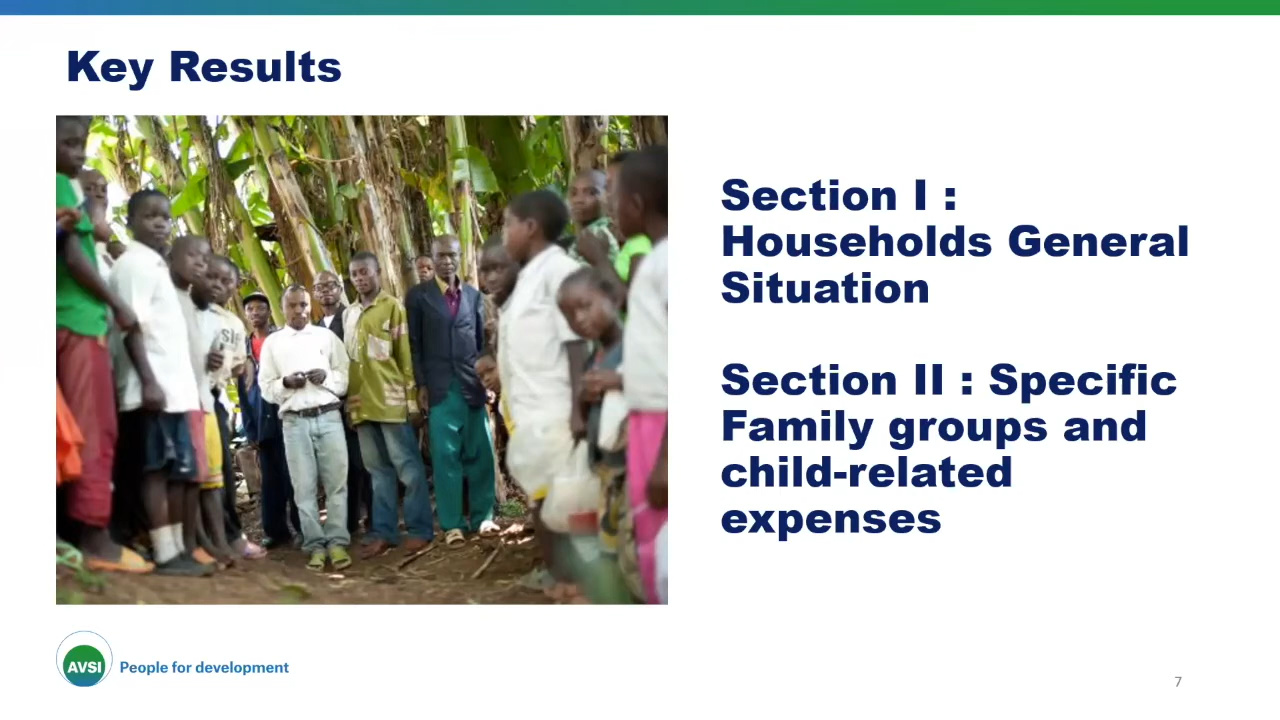 Key Results
Section I :
Households General
Situation
Section II : Specific
Family groups and
child-related
expenses
AVSI
People for development
7